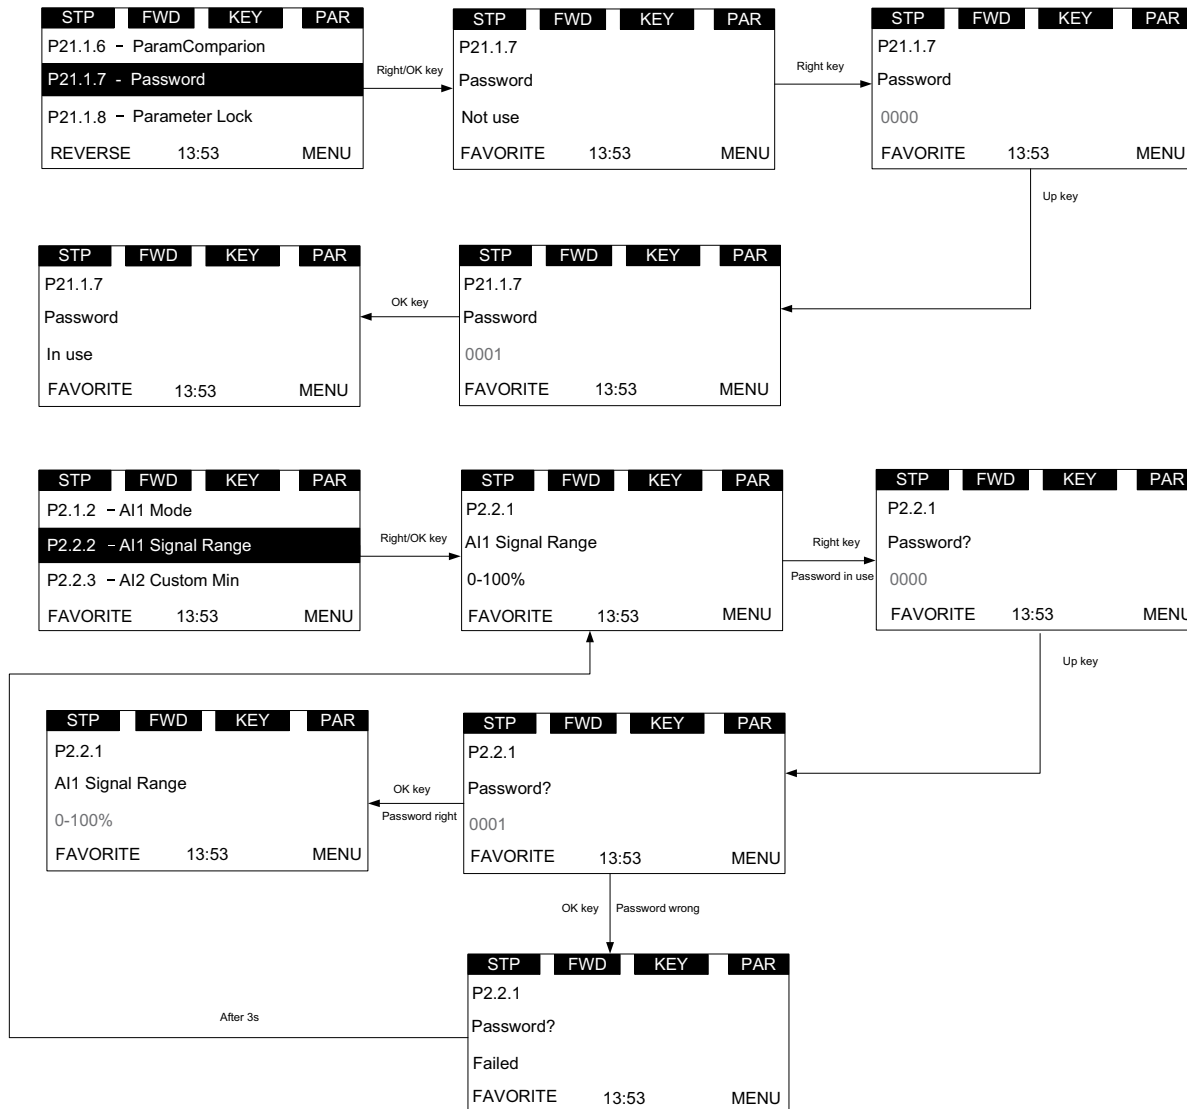 STP FWD KEY PAR
P21.1.6 – ParamComparion
P21.1.7 - Password
P21.1.8 – Parameter Lock
REVERSE 13:53 MENU
Right/OK key
STP FWD KEY PAR
P21.1.7
Password
Not use
FAVORITE 13:53 MENU
Right key
STP FWD KEY PAR
P21.1.7
Password
0000
FAVORITE 13:53 MENU
Up key
STP FWD KEY PAR
P21.1.7
Password
0001
FAVORITE 13:53 MENU
OK key
STP FWD KEY PAR
P21.1.7
Password
In use
FAVORITE 13:53 MENU
STP FWD KEY PAR
P2.1.2 – AI1 Mode
P2.2.2 – AI1 Signal Range
P2.2.3 – AI2 Custom Min
FAVORITE 13:53 MENU
Right/OK key
STP FWD KEY PAR
P2.2.1
AI1 Signal Range
0-100%
FAVORITE 13:53 MENU
Right key
Password in use
STP FWD KEY PAR
P2.2.1
Password?
0000
FAVORITE 13:53 MENU
Up key
STP FWD KEY PAR
P2.2.1
Password?
0001
FAVORITE 13:53 MENU
OK key
Password right
STP FWD KEY PAR
P2.2.1
AI1 Signal Range
0-100%
FAVORITE 13:53 MENU
OK key Password wrong
STP FWD KEY PAR
P2.2.1
Password?
Failed
FAVORITE 13:53 MENU
After 3s